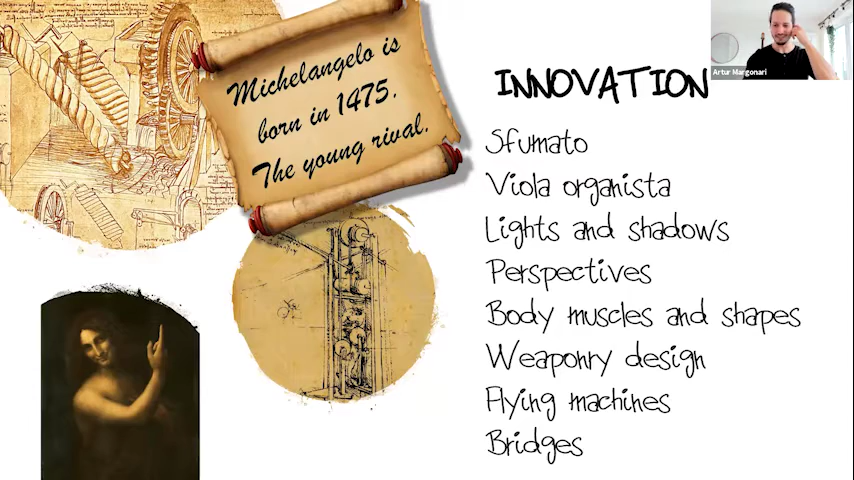 Michelangelo is
born in 1475.
The young rival.
INNOVATION
Sfumato
Viola organista
Lights and shadows
Perspectives
Body muscles and shapes
Weaponry design
Flying machines
Bridges
Artur Margonari